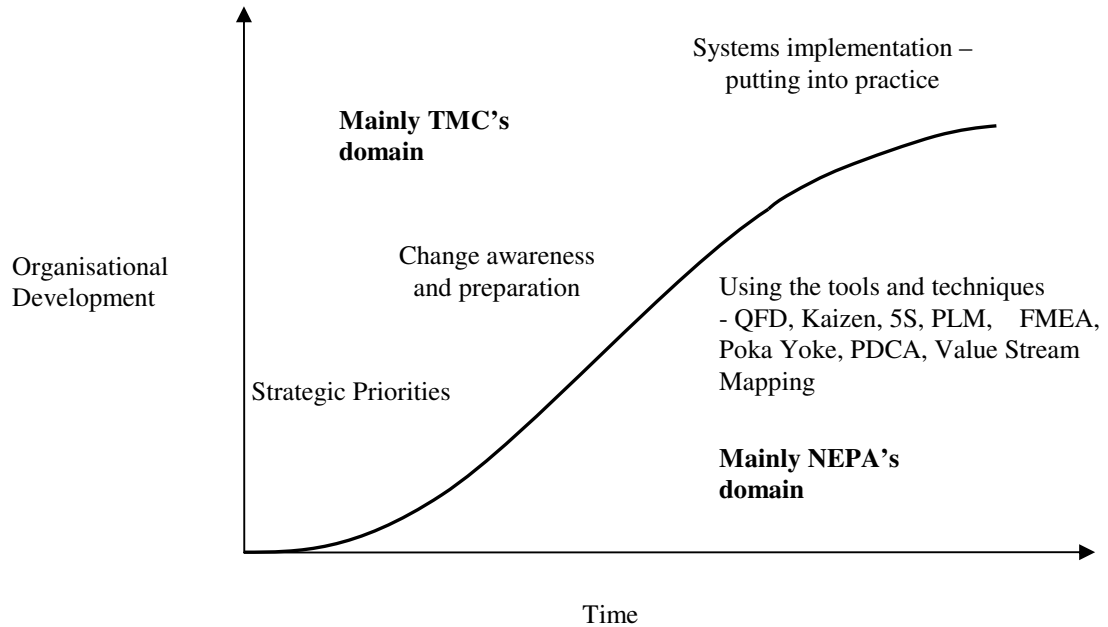 Systems implementation –
putting into practice
Mainly TMC's
domain
Change awareness
and preparation
Organisational
Development
Using the tools and techniques
- QFD, Kaizen, 5S, PLM, FMEA,
Poka Yoke, PDCA, Value Stream
Mapping
Strategic Priorities
Mainly NEPA's
domain
Time